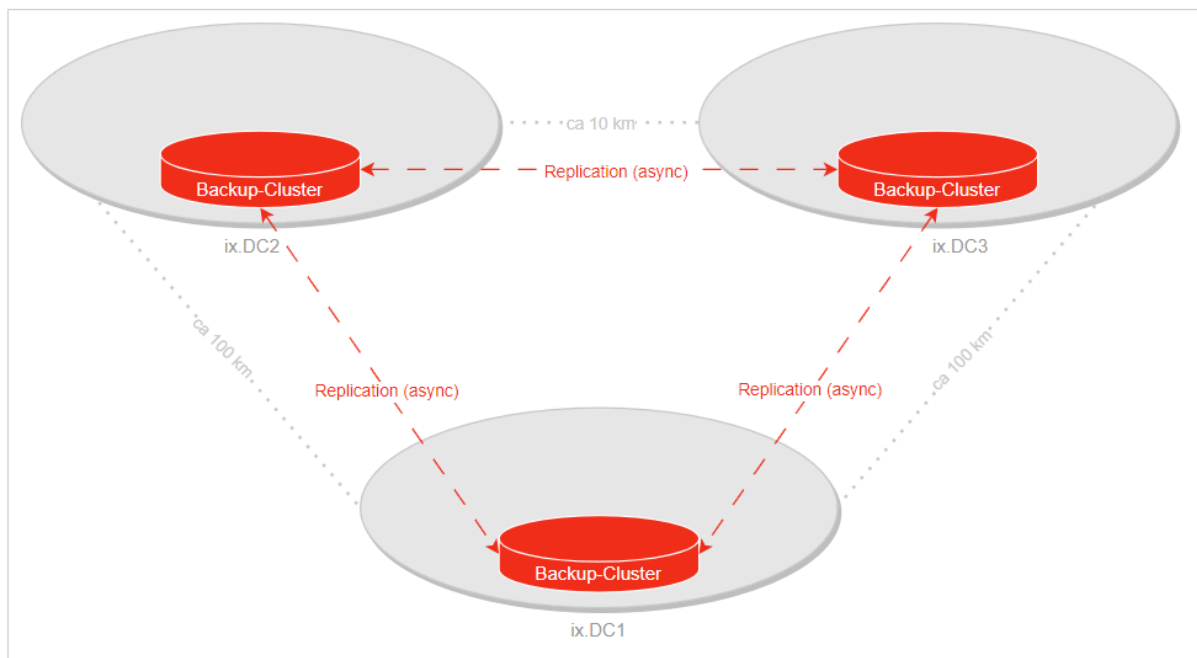 ca 10 km
Replication (async)
Backup-Cluster
Backup-Cluster
ix.DC2
ix.DC3
ca 100 km
ca 100 km
Replication (async)
Replication (async)
Backup-Cluster
ix.DC1